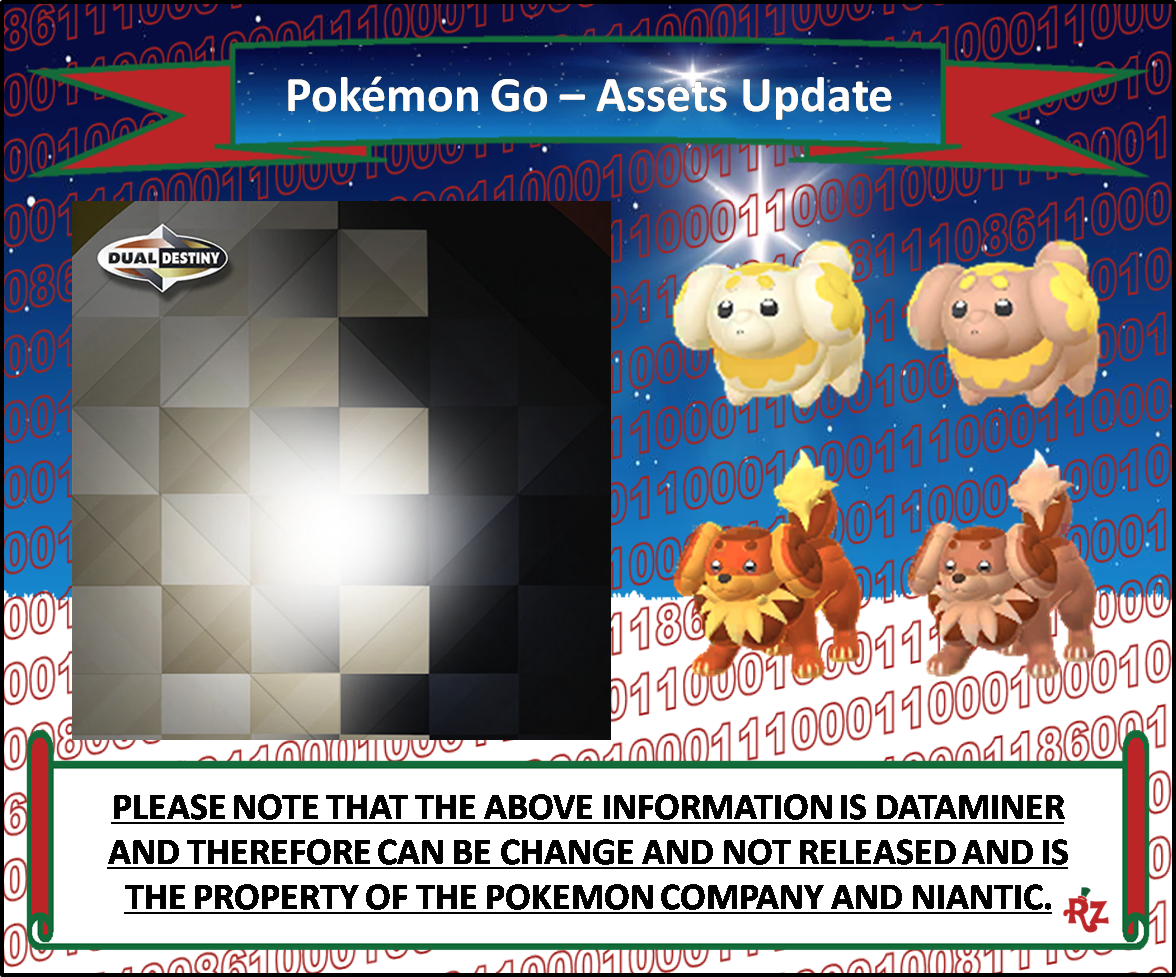 Pokémon Go – Assets Update
DUAL DESTINY
PLEASE NOTE THAT THE ABOVE INFORMATION IS DATAMINER
AND THEREFORE CAN BE CHANGE AND NOT RELEASED AND IS
THE PROPERTY OF THE POKEMON COMPANY AND NIANTIC.
RZ